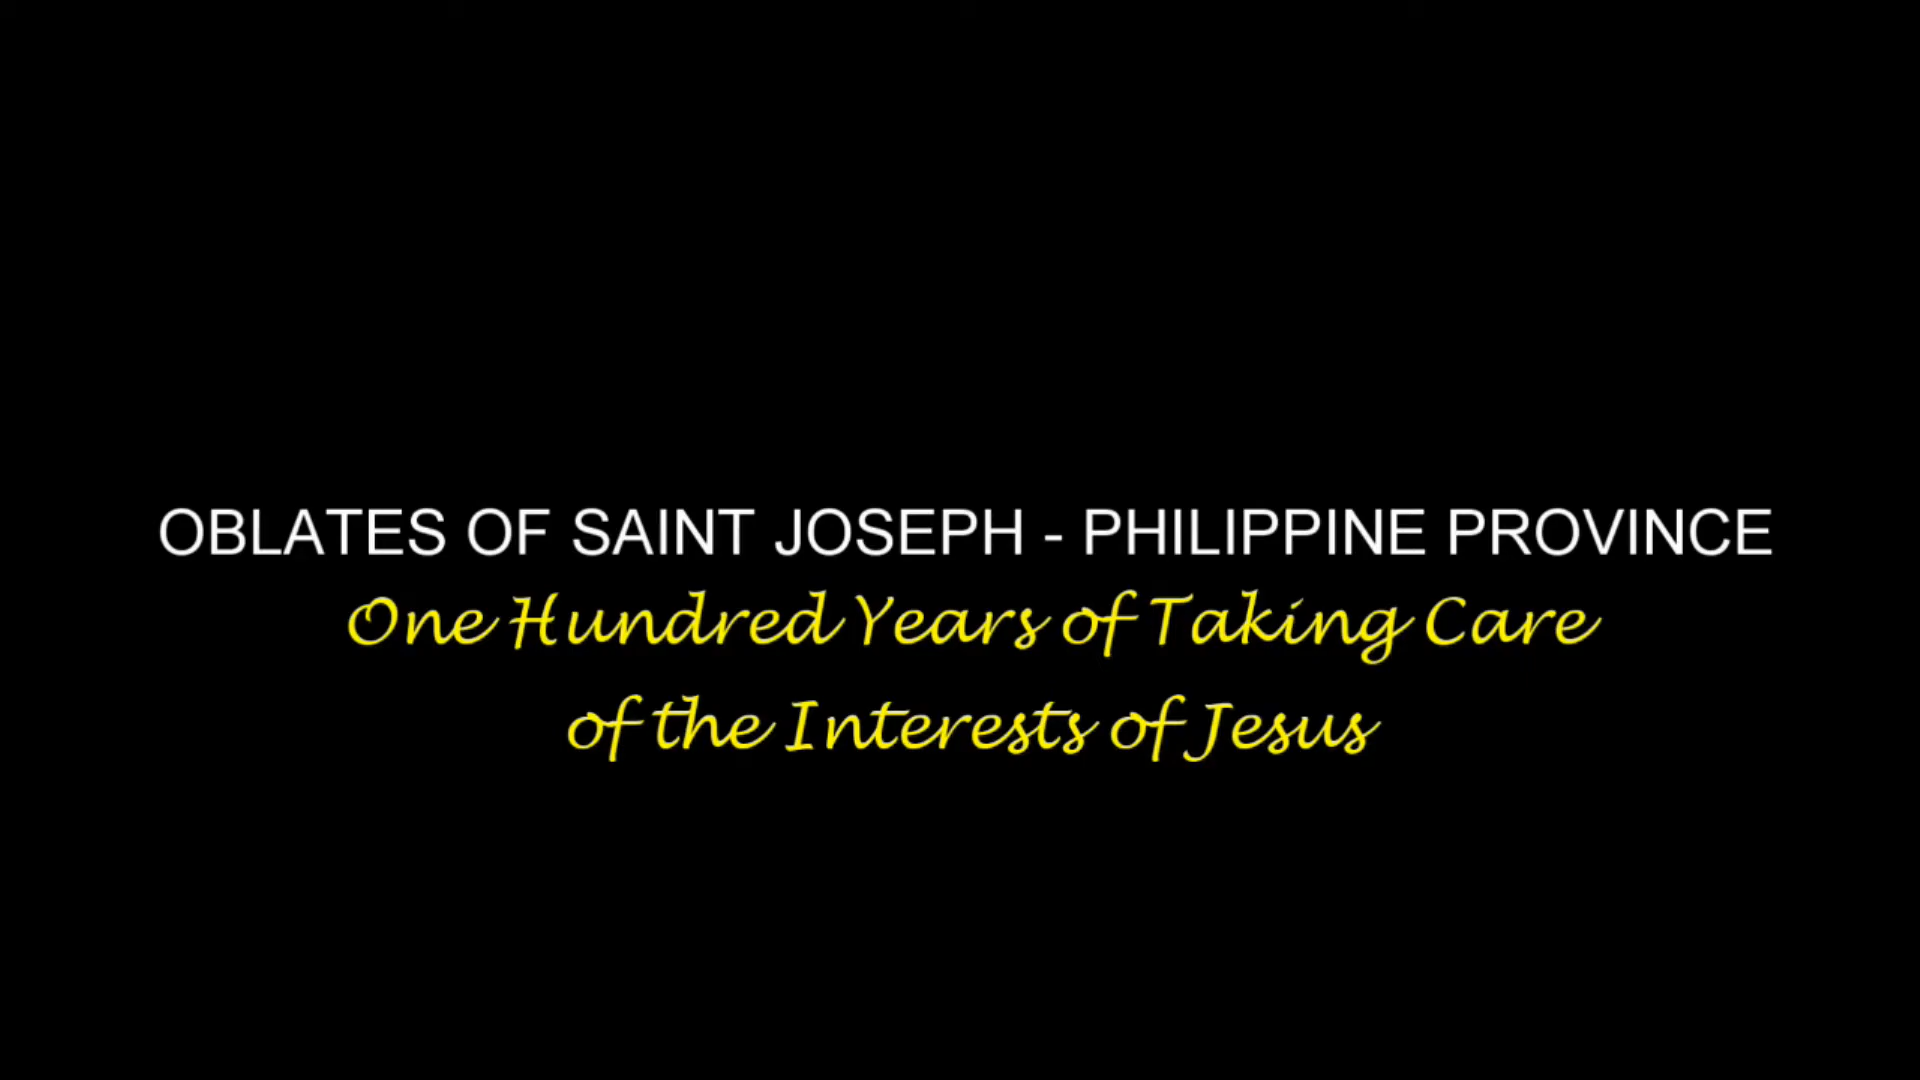 OBLATES OF SAINT JOSEPH - PHILIPPINE PROVINCE
One Hundred Years of Taking Care
of the Interests of Jesus